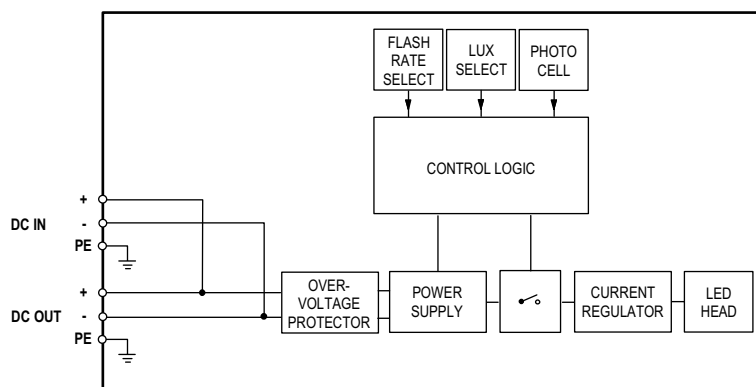 FLASH
RATE
SELECT
LUX
SELECT
PHOTO
CELL
CONTROL LOGIC
+
DC IN
-
PE
+
DC OUT
-
PE
OVER-
VOLTAGE
PROTECTOR
POWER
SUPPLY
CURRENT
REGULATOR
LED
HEAD